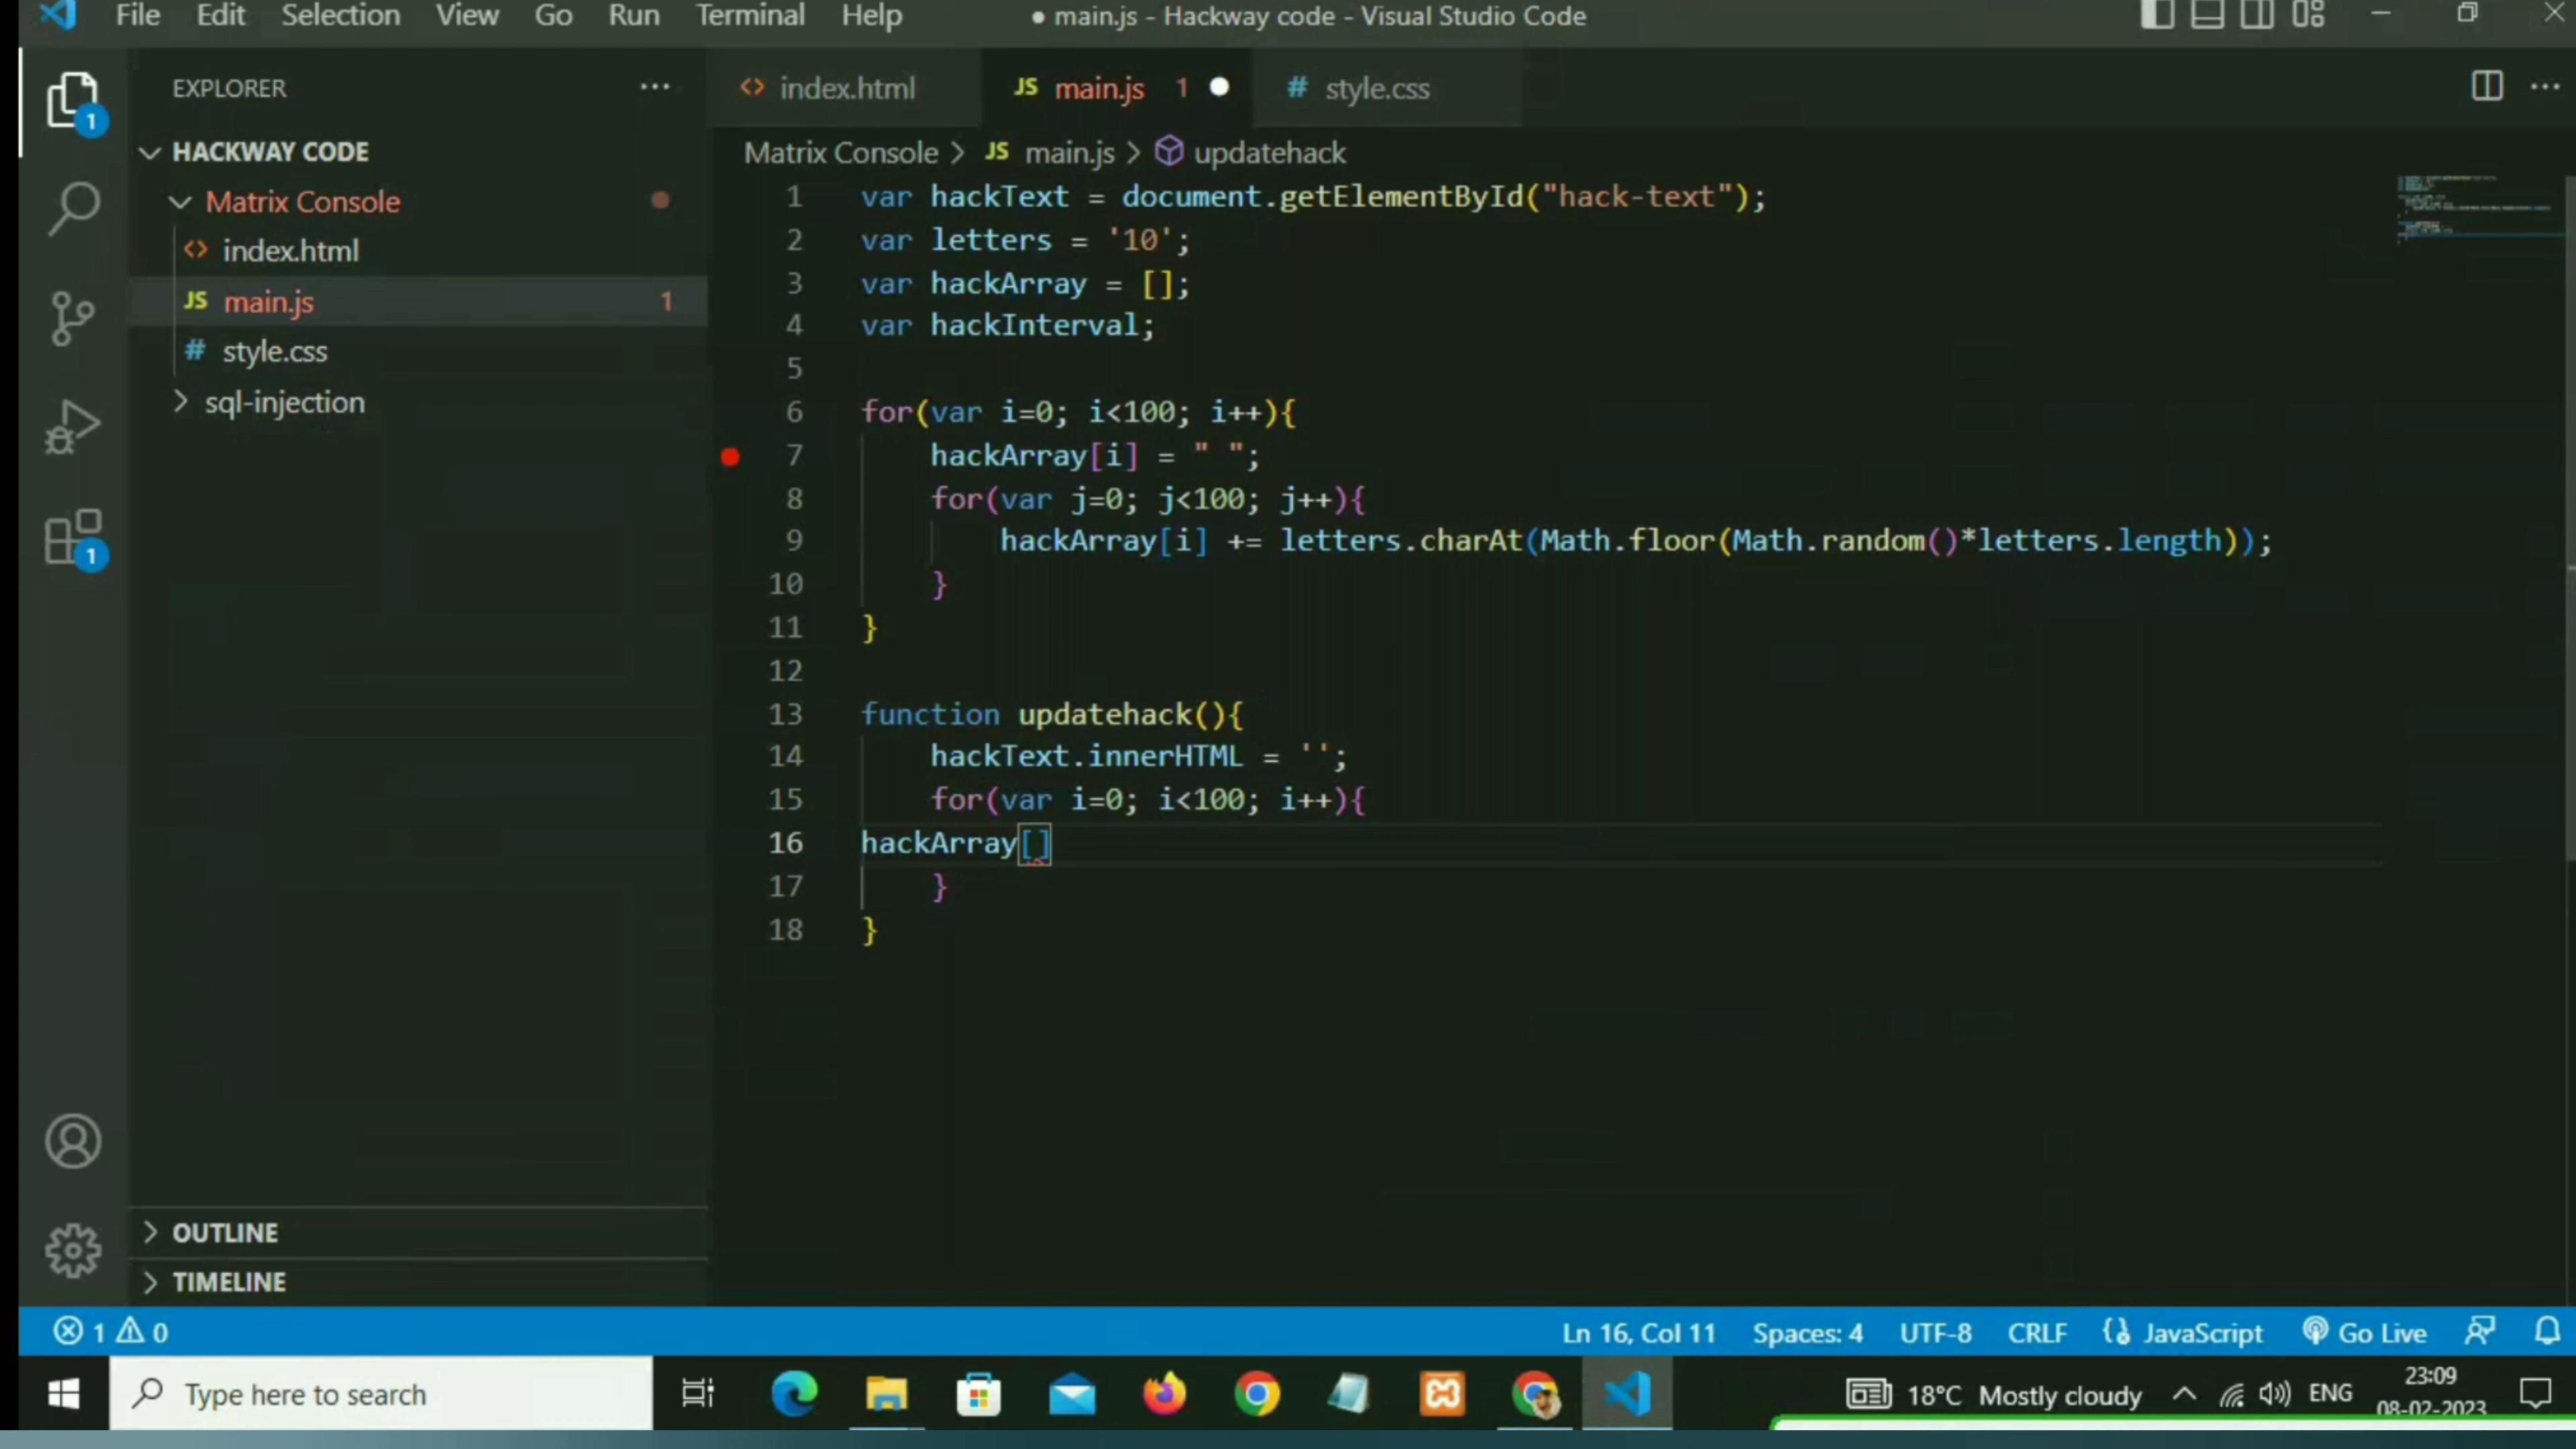 File Edit Selection View Go Run Terminal Help ● main.js - Hackway code - Visual Studio Code
EXPLORER ...
<> index.html JS main.js 1 ● # style.css ...
1
HACKWAY CODE
Matrix Console > JS main.js > updatehack
Matrix Console
<> index.html
JS main.js 1
# style.css
sql-injection
1
1 var hackText = document.getElementById("hack-text");
2 var letters = '10';
3 var hackArray = [];
4 var hackInterval;
5
6 for(var i=0; i<100; i++){
7 hackArray[i] = " ";
8 for(var j=0; j<100; j++){
9 hackArray[i] += letters.charAt(Math.floor(Math.random()*letters.length));
10 }
11 }
12
13 function updatehack(){
14 hackText.innerHTML = '';
15 for(var i=0; i<100; i++){
16 hackArray[]
17 }
18 }
OUTLINE
TIMELINE
1 0 Ln 16, Col 11 Spaces: 4 UTF-8 CRLF JavaScript Go Live
Type here to search 18°C Mostly cloudy ENG 23:09
08-02-2023